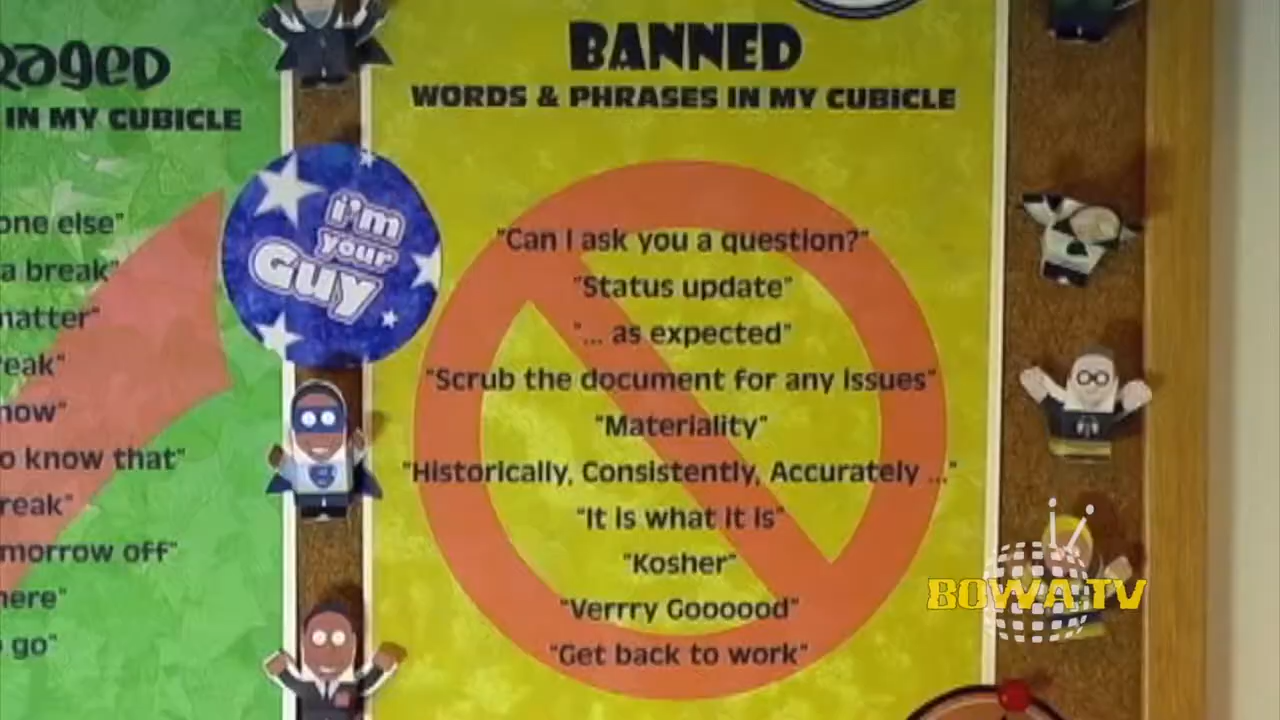 raged
IN MY CUBICLE
one else"
a break"
matter"
reak"
now"
o know that"
reak"
morrow off"
here"
go"
i'm
your
Guy
BANNED
WORDS & PHRASES IN MY CUBICLE
"Can I ask you a question?"
"Status update"
"... as expected"
"Scrub the document for any issues"
"Materiality"
"Historically, Consistently, Accurately ..."
"It is what it is"
"Kosher"
"Verrry Goooood"
"Get back to work"
BOWA TV